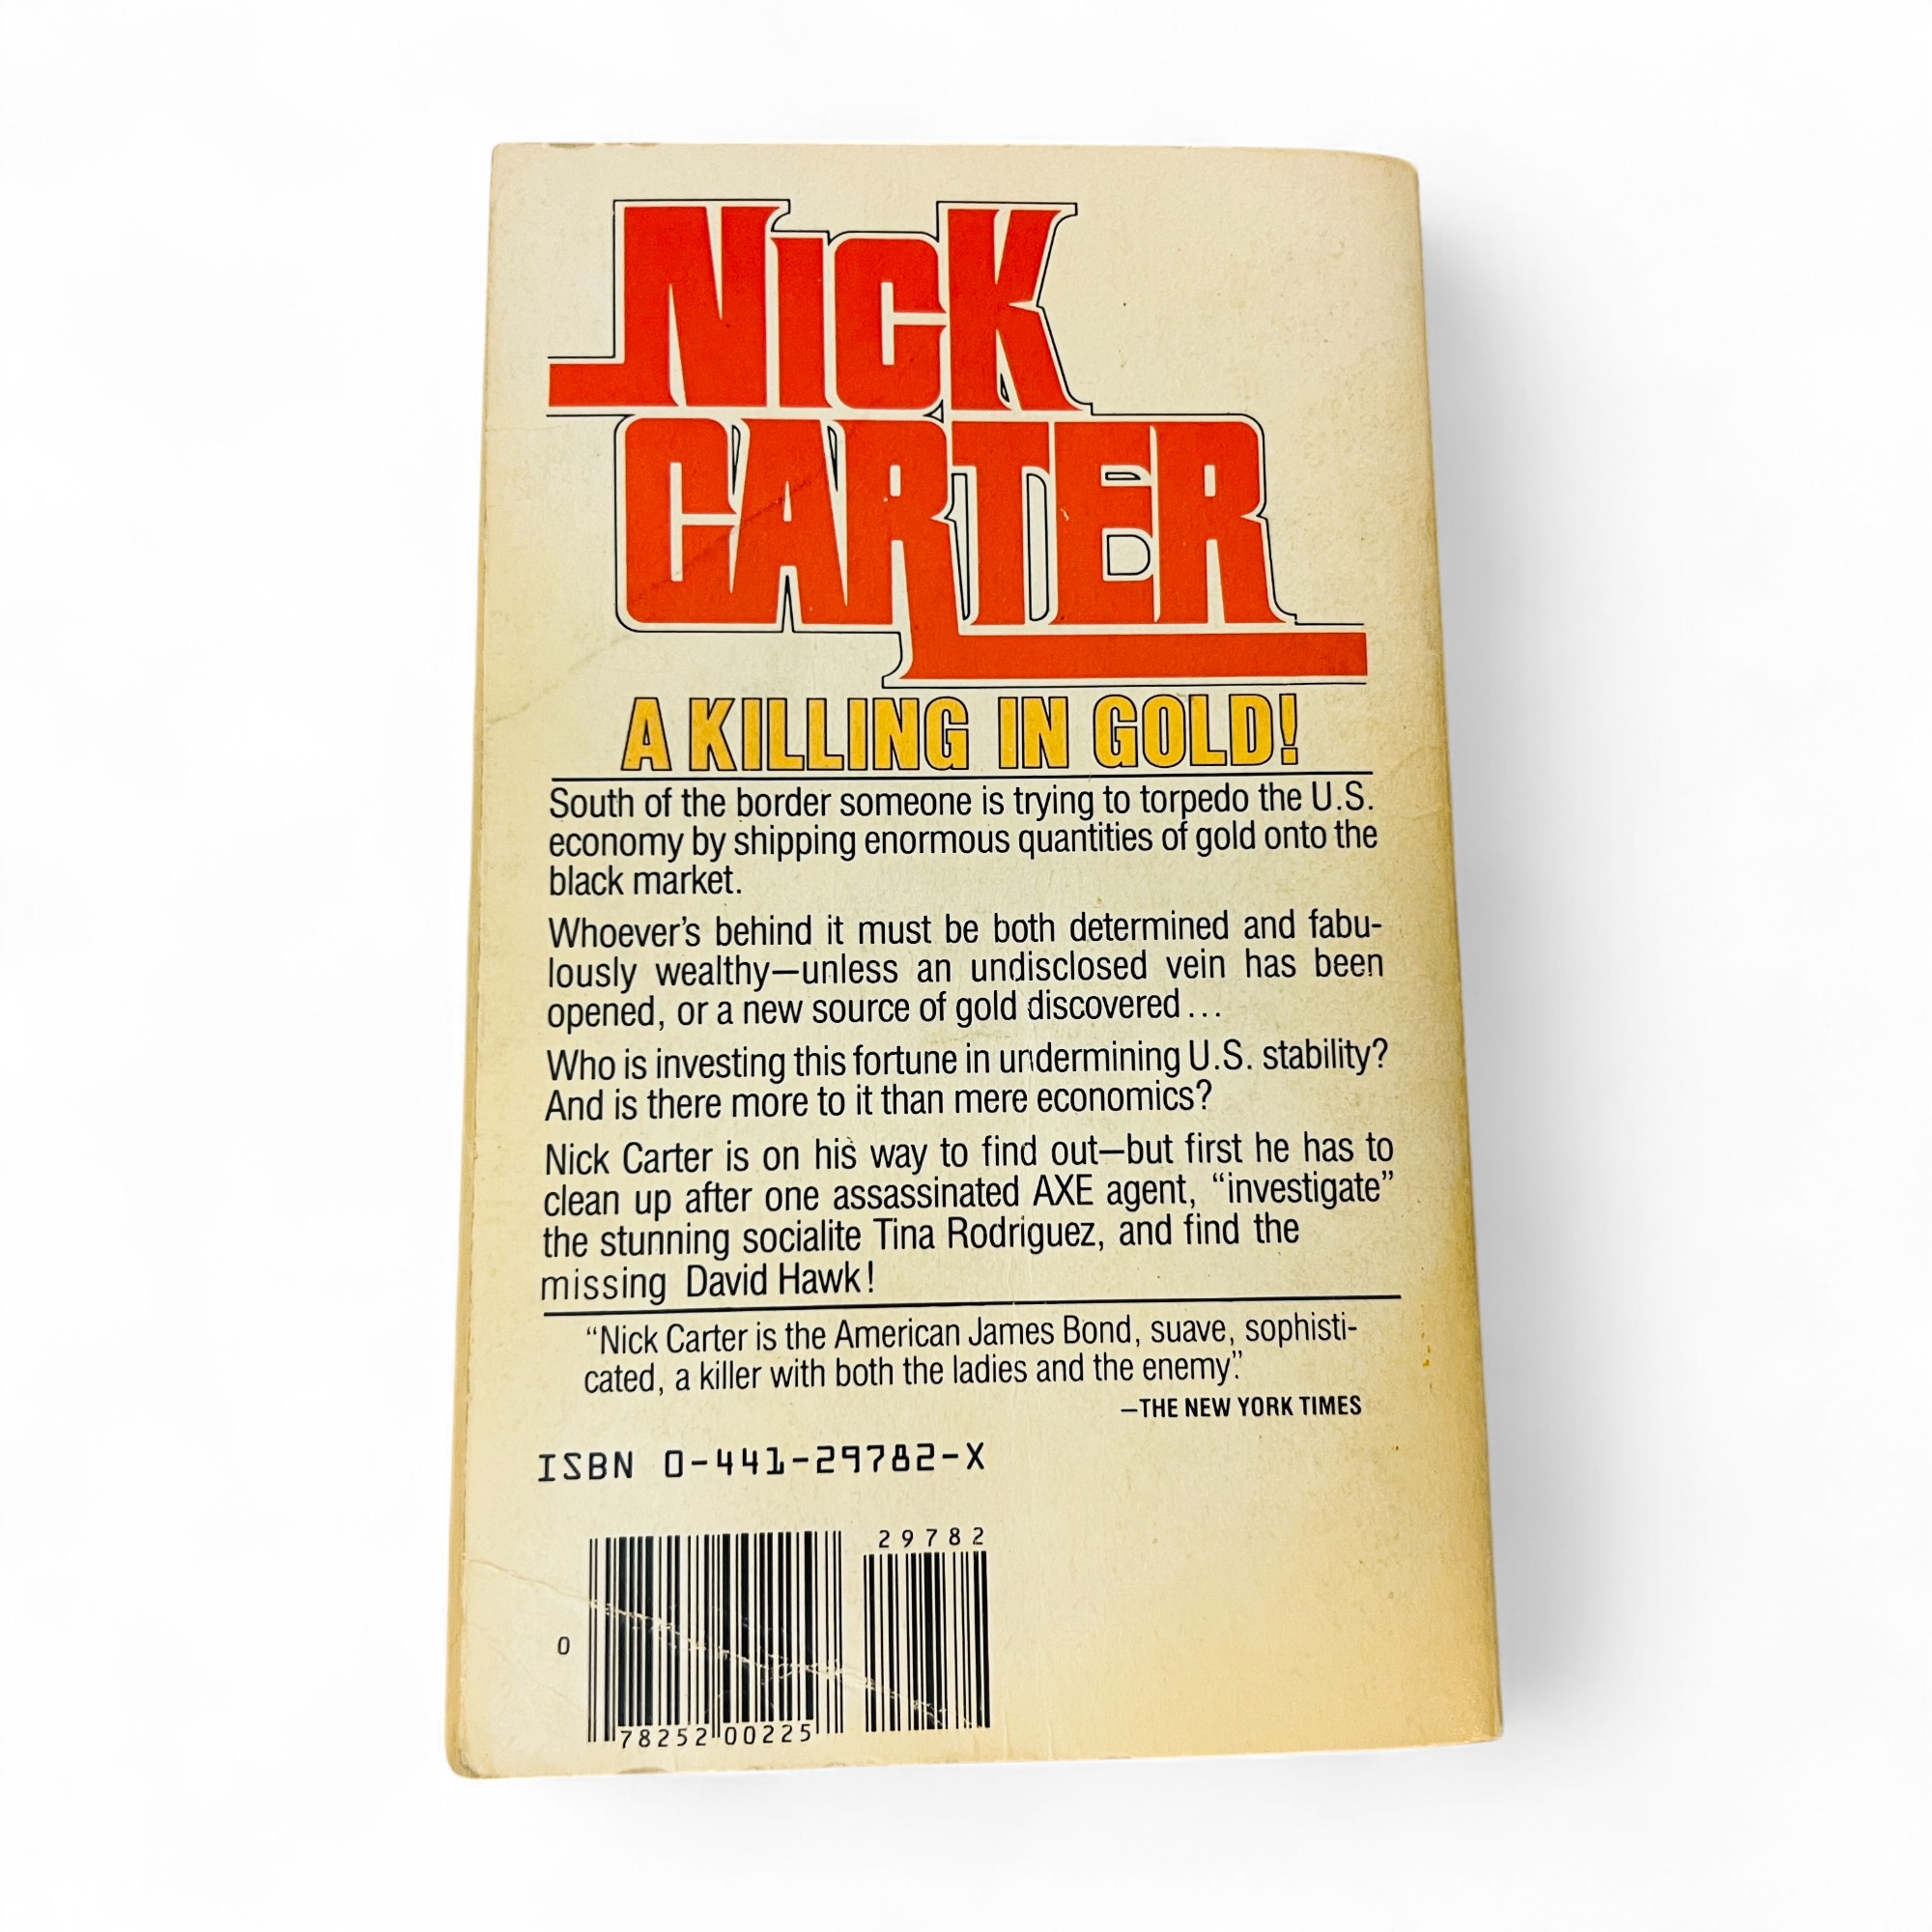 NICK
CARTER
A KILLING IN GOLD!
South of the border someone is trying to torpedo the U.S.
economy by shipping enormous quantities of gold onto the
black market.
Whoever's behind it must be both determined and fabu-
lously wealthy—unless an undisclosed vein has been
opened, or a new source of gold discovered...
Who is investing this fortune in undermining U.S. stability?
And is there more to it than mere economics?
Nick Carter is on his way to find out—but first he has to
clean up after one assassinated AXE agent, “investigate”
the stunning socialite Tina Rodriguez, and find the
missing David Hawk!
“Nick Carter is the American James Bond, suave, sophisti-
cated, a killer with both the ladies and the enemy.”
—THE NEW YORK TIMES
ISBN 0-441-29782-X
29782
0
78252 00225